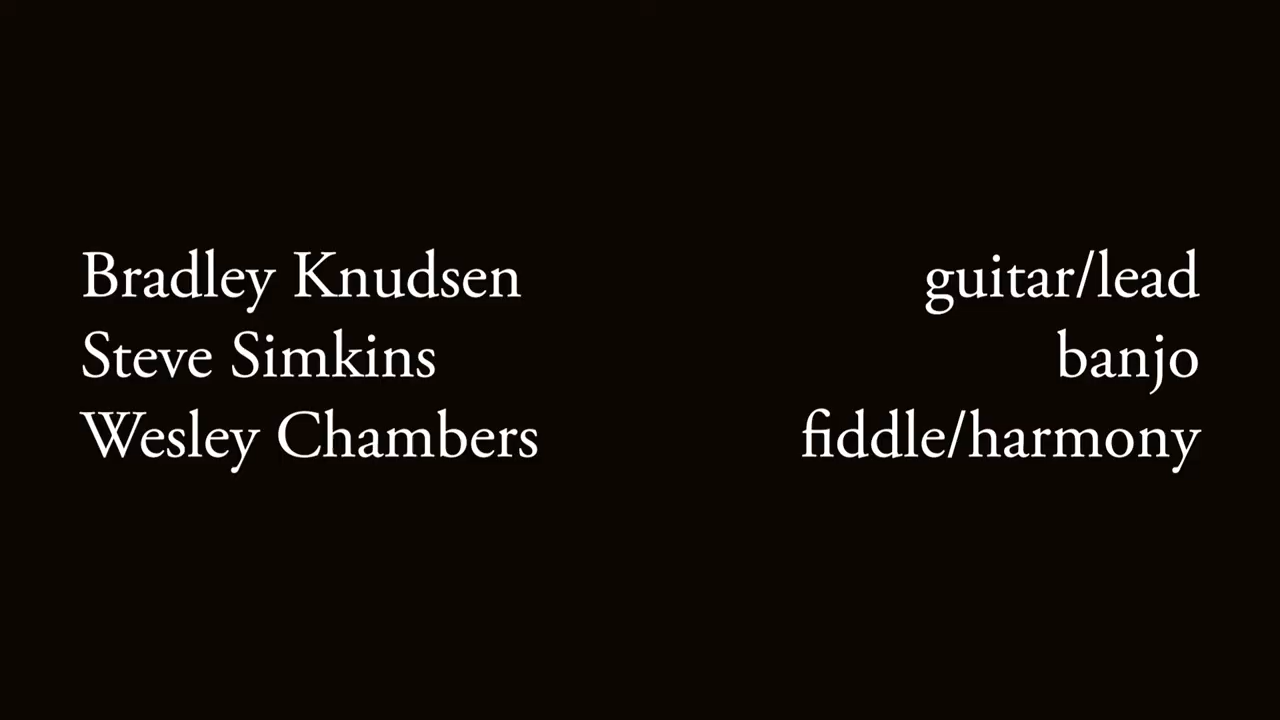 Bradley Knudsen guitar/lead
Steve Simkins banjo
Wesley Chambers fiddle/harmony